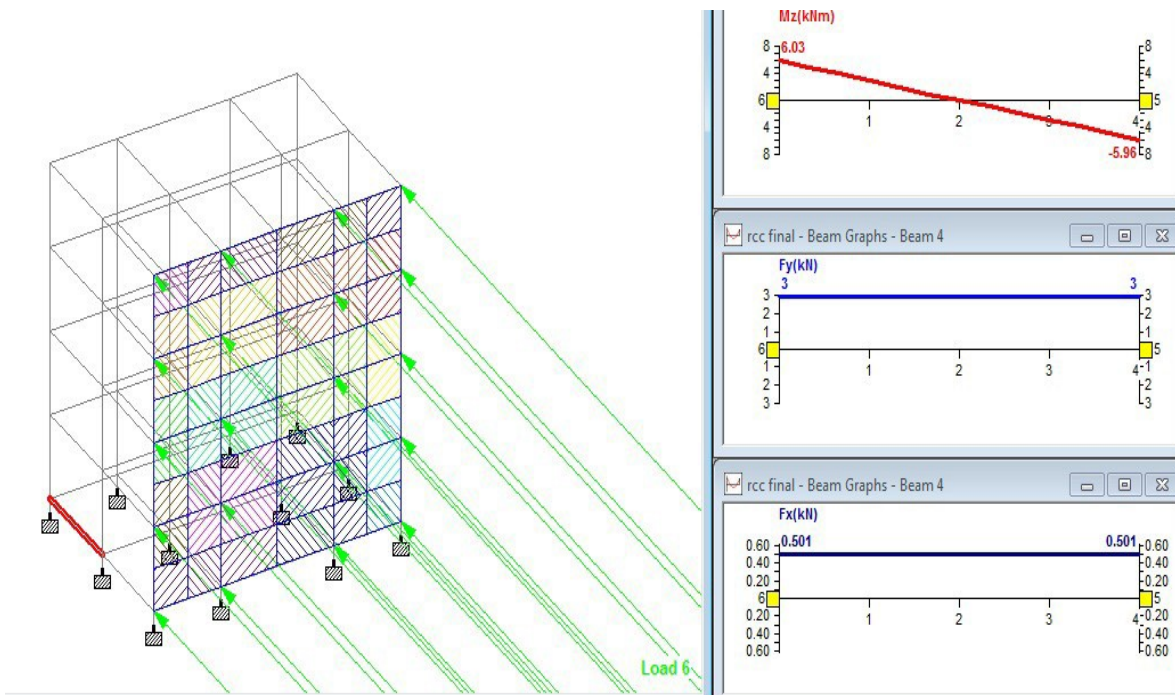 Load 6
Mz(kNm)
8 6.03 8
4 4
6 5
1 2 3 4
4 4
8 -5.96 8
rcc final - Beam Graphs - Beam 4
Fy(kN)
3 3
3 3
2 2
1 1
6 5
1 2 3 4
1 1
2 2
3 3
rcc final - Beam Graphs - Beam 4
Fx(kN)
0.60 0.501 0.501 0.60
0.40 0.40
0.20 0.20
6 5
1 2 3 4
0.20 0.20
0.40 0.40
0.60 0.60